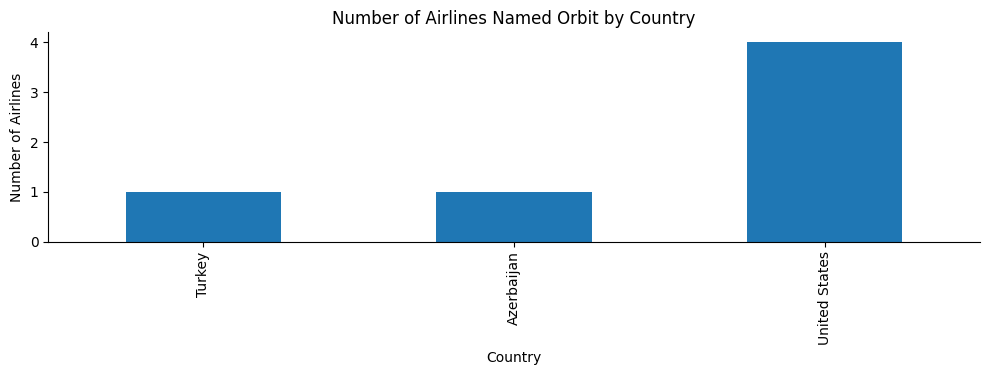 Number of Airlines Named Orbit by Country
Number of Airlines
4
3
2
1
0
Turkey
Azerbaijan
United States
Country